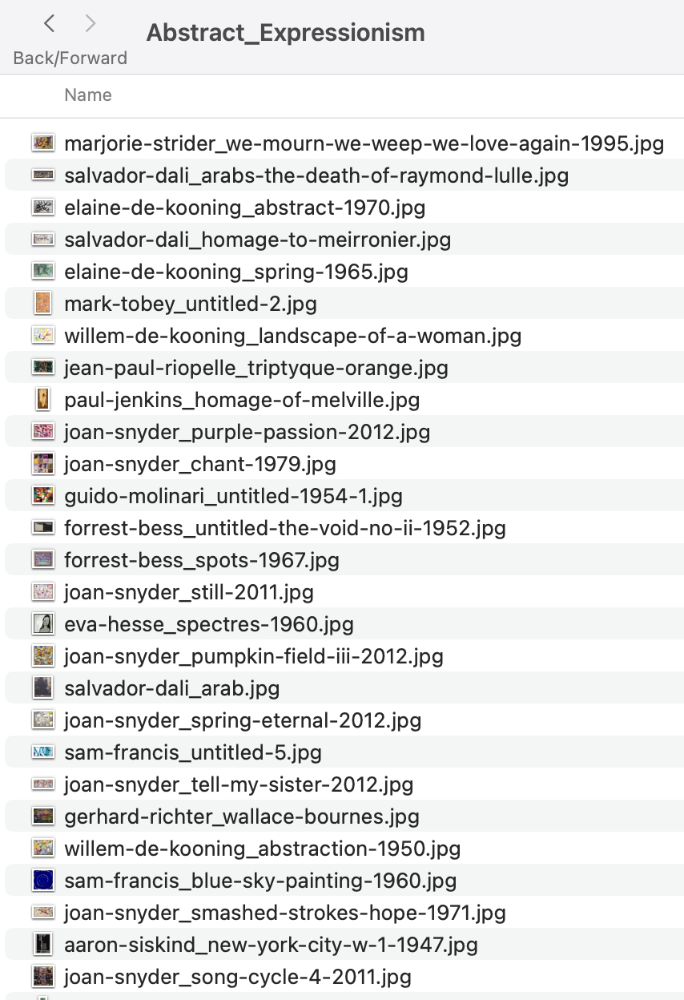 Abstract_Expressionism
Back/Forward
Name
marjorie-strider_we-mourn-we-weep-we-love-again-1995.jpg
salvador-dali_arabs-the-death-of-raymond-lulle.jpg
elaine-de-kooning_abstract-1970.jpg
salvador-dali_homage-to-meirronier.jpg
elaine-de-kooning_spring-1965.jpg
mark-tobey_untitled-2.jpg
willem-de-kooning_landscape-of-a-woman.jpg
jean-paul-riopelle_triptyque-orange.jpg
paul-jenkins_homage-of-melville.jpg
joan-snyder_purple-passion-2012.jpg
joan-snyder_chant-1979.jpg
guido-molinari_untitled-1954-1.jpg
forrest-bess_untitled-the-void-no-ii-1952.jpg
forrest-bess_spots-1967.jpg
joan-snyder_still-2011.jpg
eva-hesse_spectres-1960.jpg
joan-snyder_pumpkin-field-iii-2012.jpg
salvador-dali_arab.jpg
joan-snyder_spring-eternal-2012.jpg
sam-francis_untitled-5.jpg
joan-snyder_tell-my-sister-2012.jpg
gerhard-richter_wallace-bournes.jpg
willem-de-kooning_abstraction-1950.jpg
sam-francis_blue-sky-painting-1960.jpg
joan-snyder_smashed-strokes-hope-1971.jpg
aaron-siskind_new-york-city-w-1-1947.jpg
joan-snyder_song-cycle-4-2011.jpg